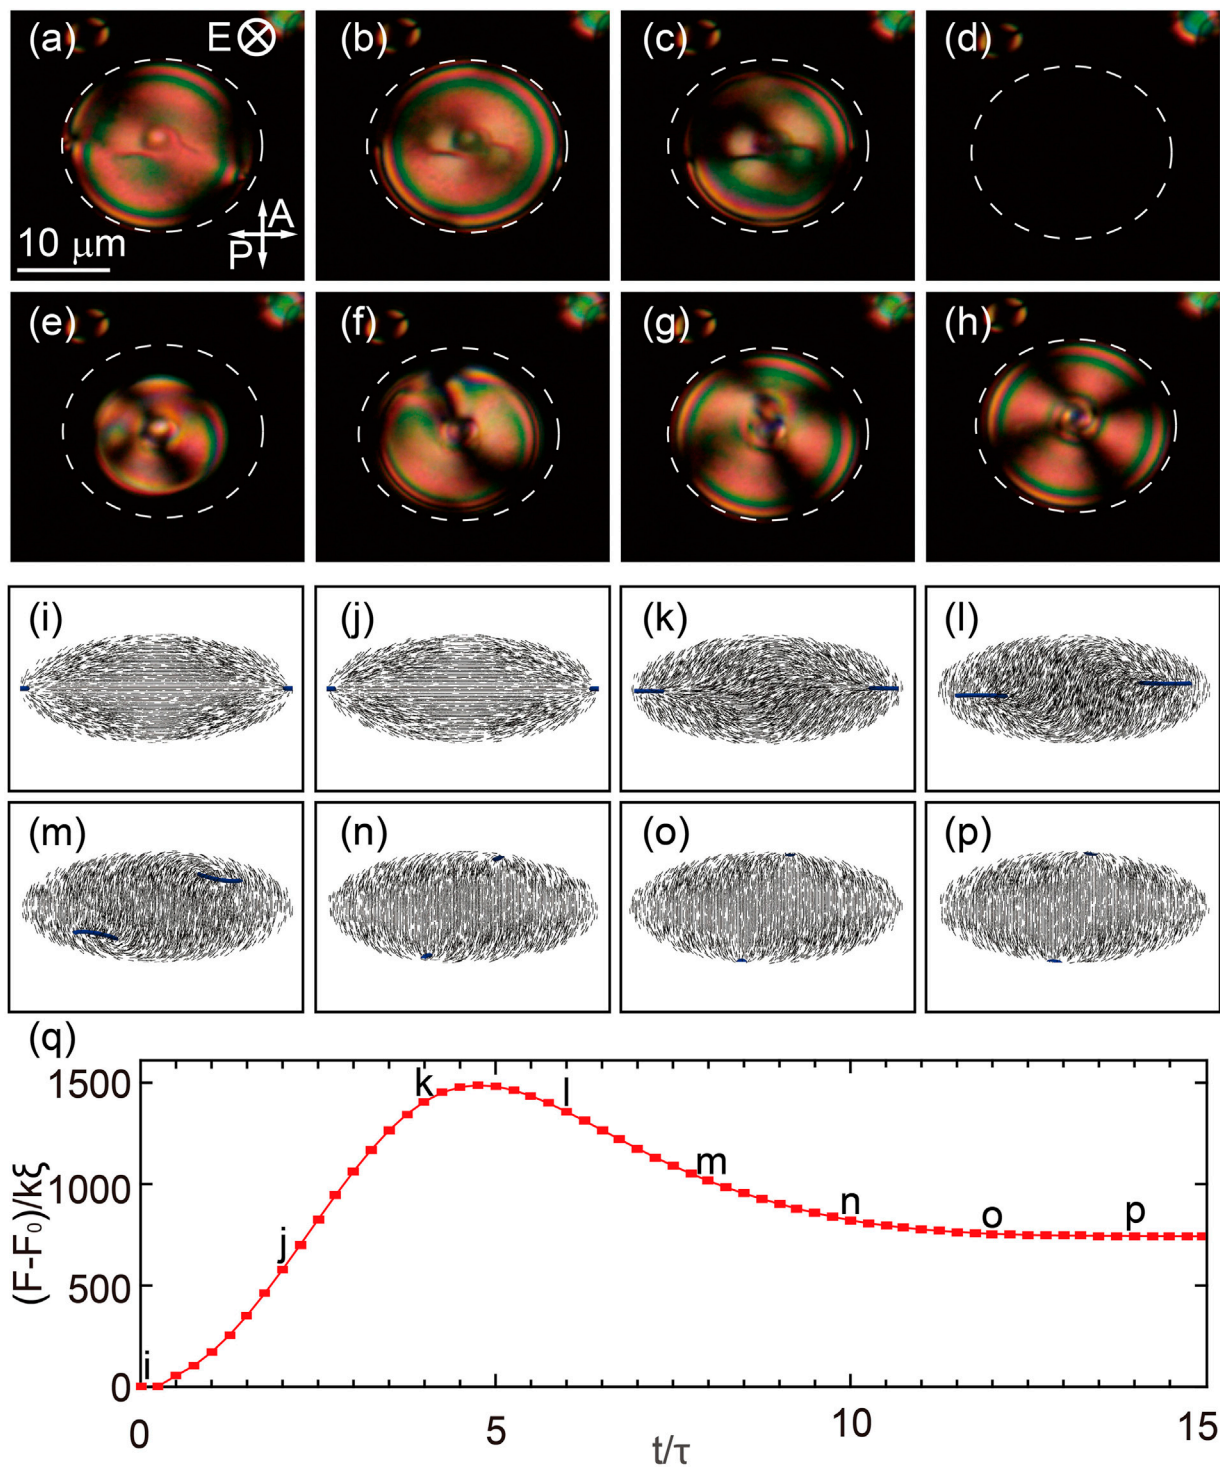 (a) E (b) (c) (d)
A
P
10 μm
(e) (f) (g) (h)
(i) (j) (k) (l)
(m) (n) (o) (p)
(q)
1500
1000
500
0
(F-F₀)/kξ
i j k l m n o p
0 5 10 15
t/τ